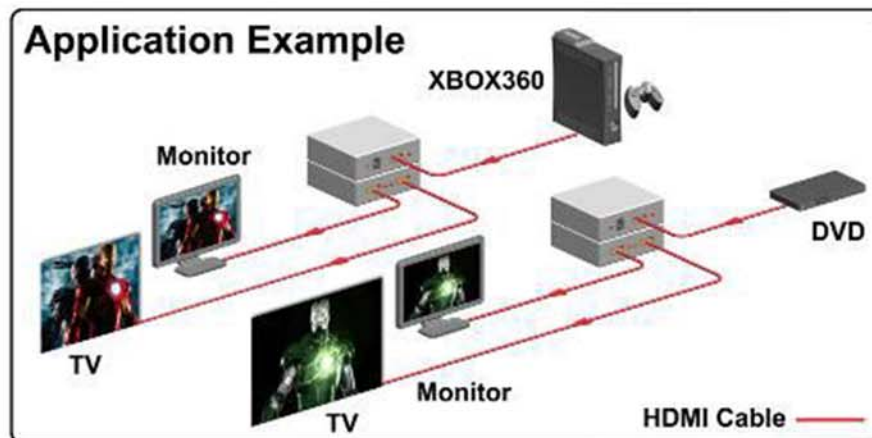 Application Example
XBOX360
Monitor
DVD
TV
Monitor
TV
HDMI Cable